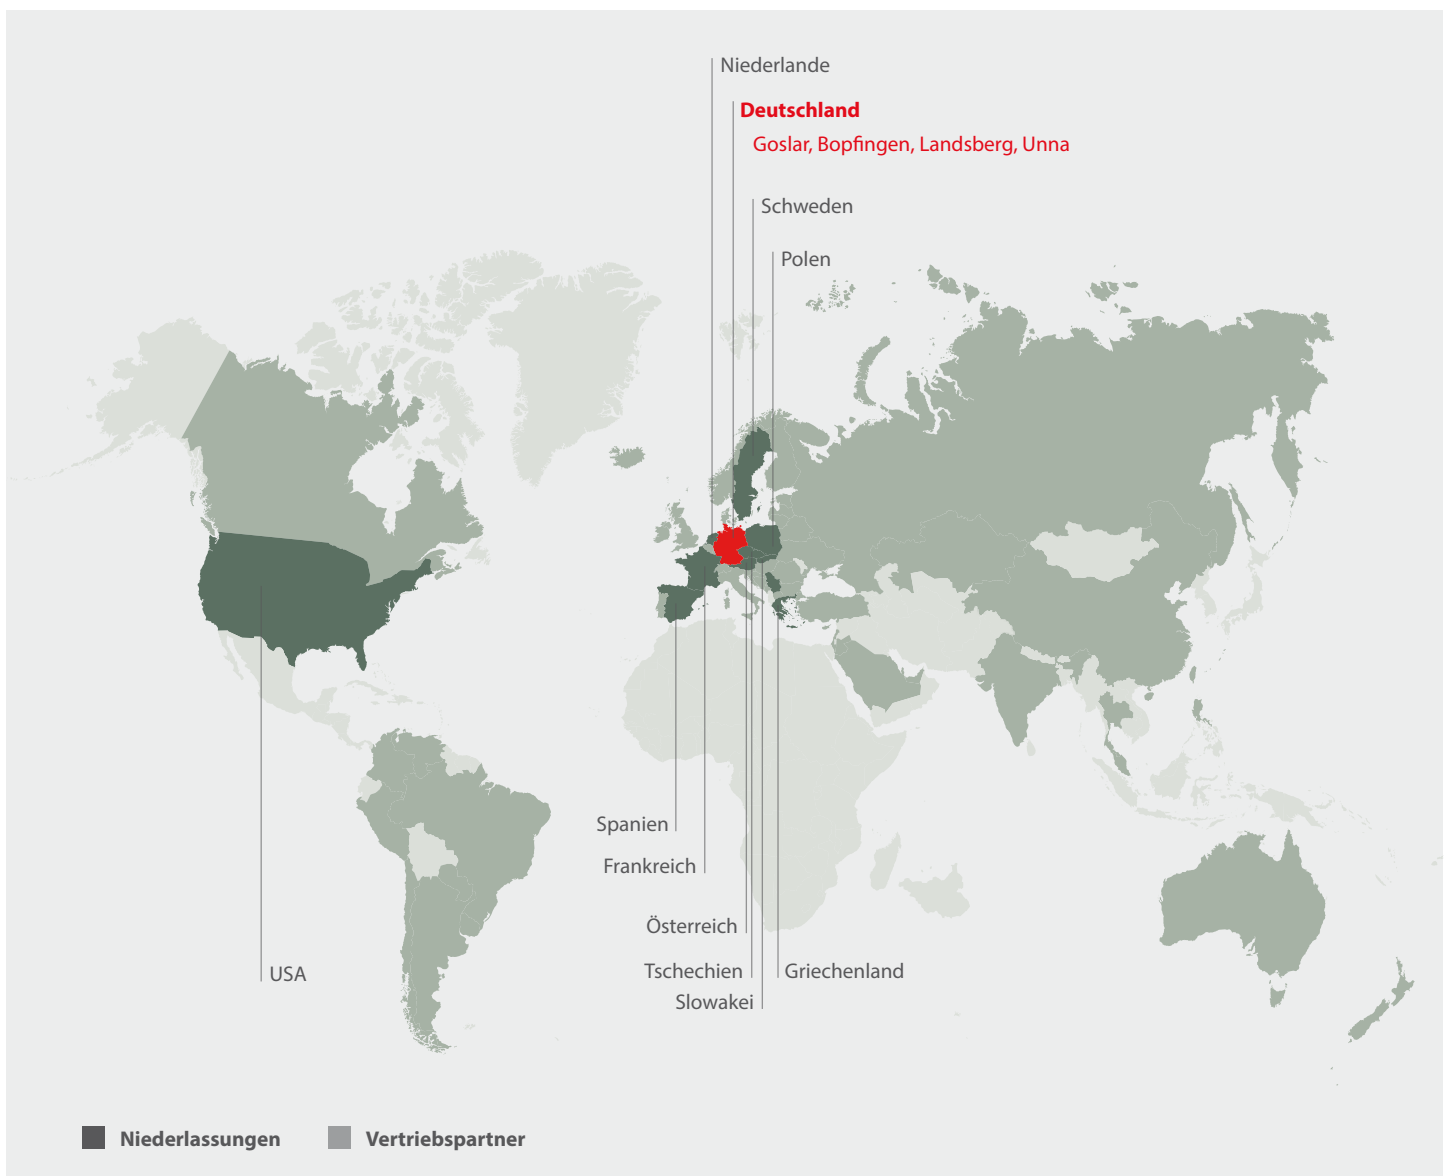 Niederlande
Deutschland
Goslar, Bopfingen, Landsberg, Unna
Schweden
Polen
Spanien
Frankreich
Österreich
Tschechien
Griechenland
USA
Slowakei
Niederlassungen
Vertriebspartner